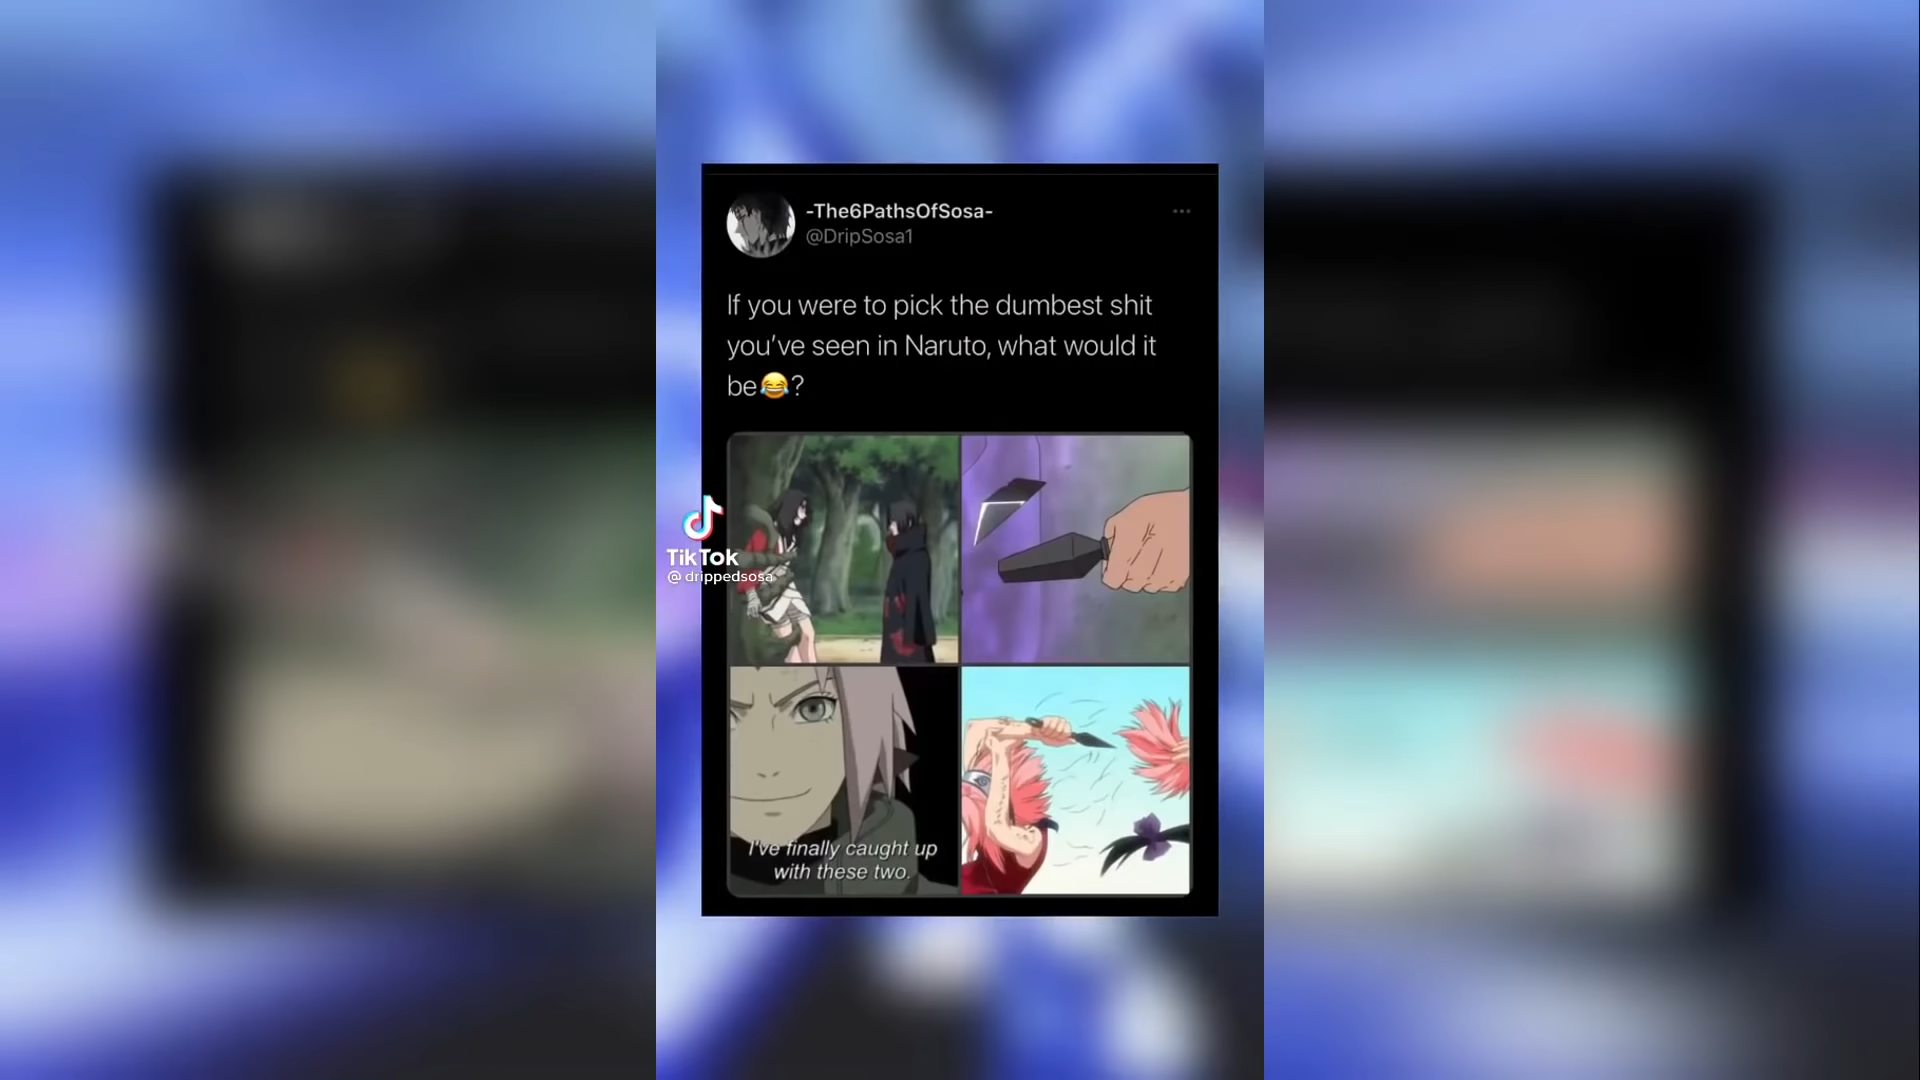 -The6PathsOfSosa-
@DripSosa1
If you were to pick the dumbest shit
you've seen in Naruto, what would it
be😂?
TikTok
@drippedsosa
I've finally caught up
with these two.